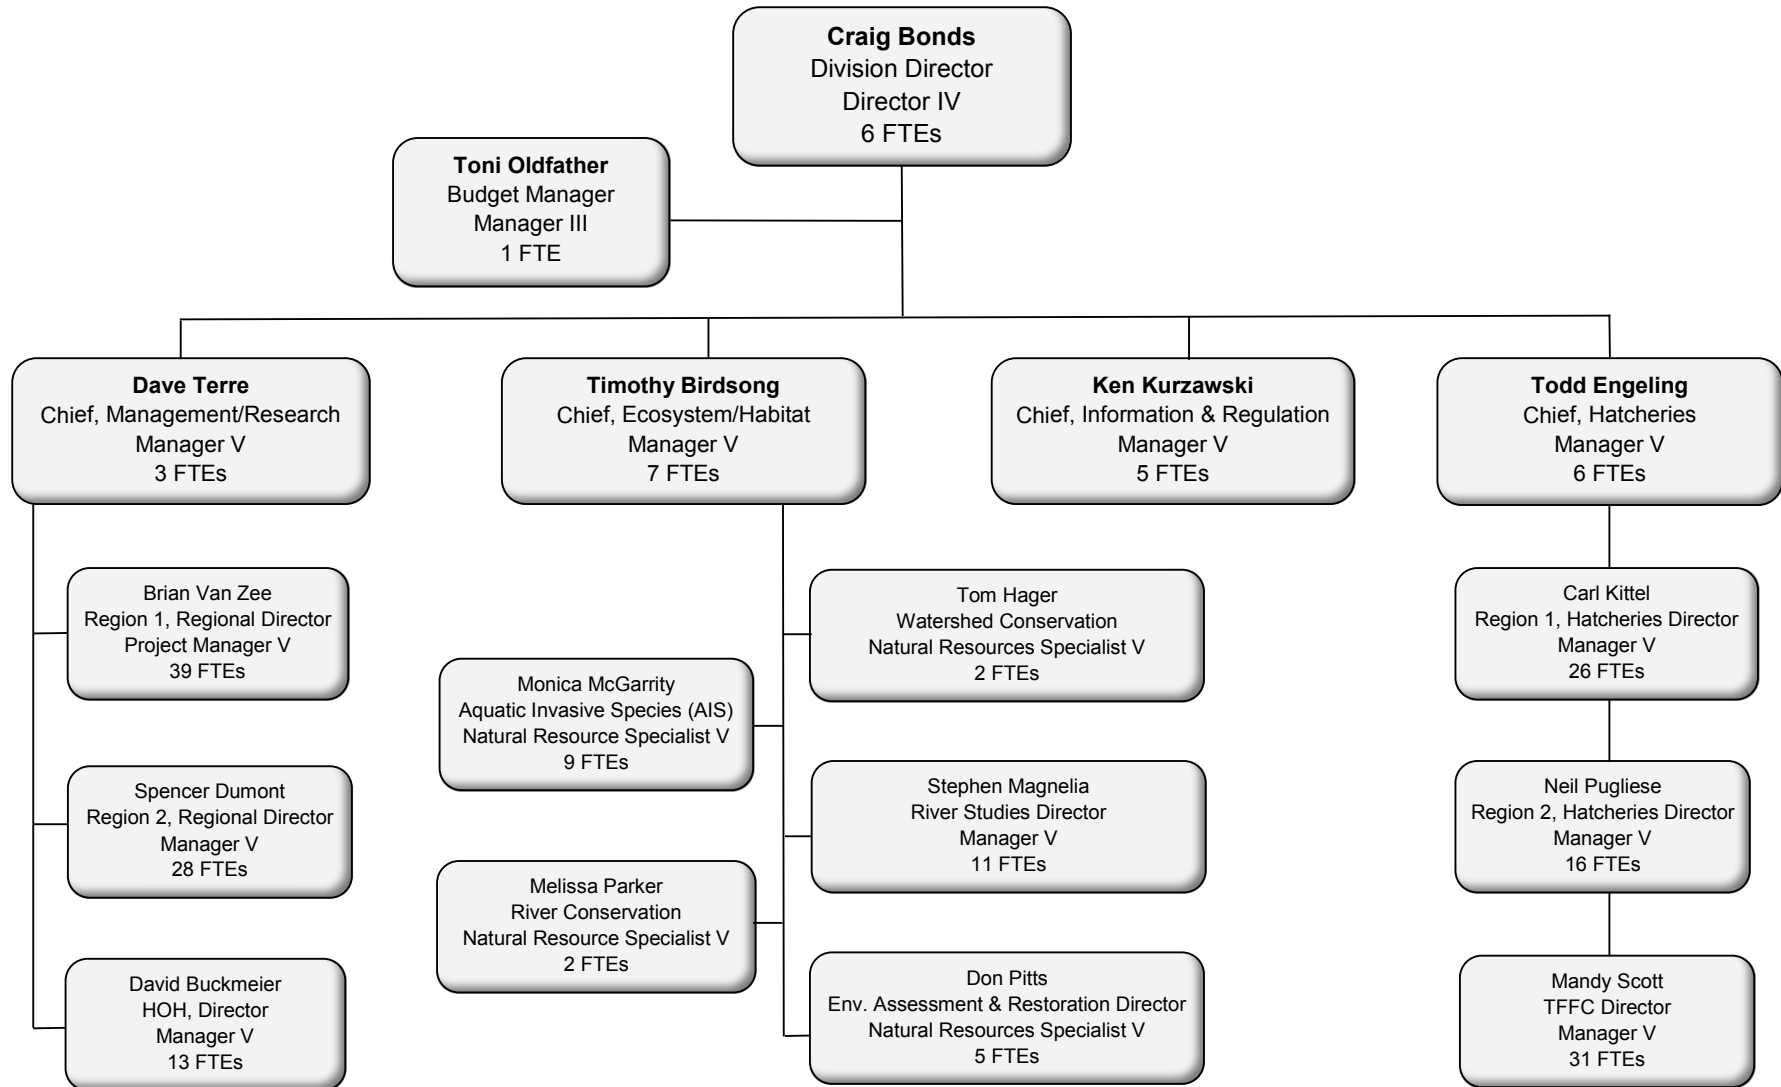 Craig Bonds
Division Director
Director IV
6 FTEs
Toni Oldfather
Budget Manager
Manager III
1 FTE
Dave Terre
Chief, Management/Research
Manager V
3 FTEs
Timothy Birdsong
Chief, Ecosystem/Habitat
Manager V
7 FTEs
Ken Kurzawski
Chief, Information & Regulation
Manager V
5 FTEs
Todd Engeling
Chief, Hatcheries
Manager V
6 FTEs
Brian Van Zee
Region 1, Regional Director
Project Manager V
39 FTEs
Spencer Dumont
Region 2, Regional Director
Manager V
28 FTEs
David Buckmeier
HOH, Director
Manager V
13 FTEs
Tom Hager
Watershed Conservation
Natural Resources Specialist V
2 FTEs
Monica McGarrity
Aquatic Invasive Species (AIS)
Natural Resource Specialist V
9 FTEs
Stephen Magnelia
River Studies Director
Manager V
11 FTEs
Melissa Parker
River Conservation
Natural Resource Specialist V
2 FTEs
Don Pitts
Env. Assessment & Restoration Director
Natural Resources Specialist V
5 FTEs
Carl Kittel
Region 1, Hatcheries Director
Manager V
26 FTEs
Neil Pugliese
Region 2, Hatcheries Director
Manager V
16 FTEs
Mandy Scott
TFFC Director
Manager V
31 FTEs